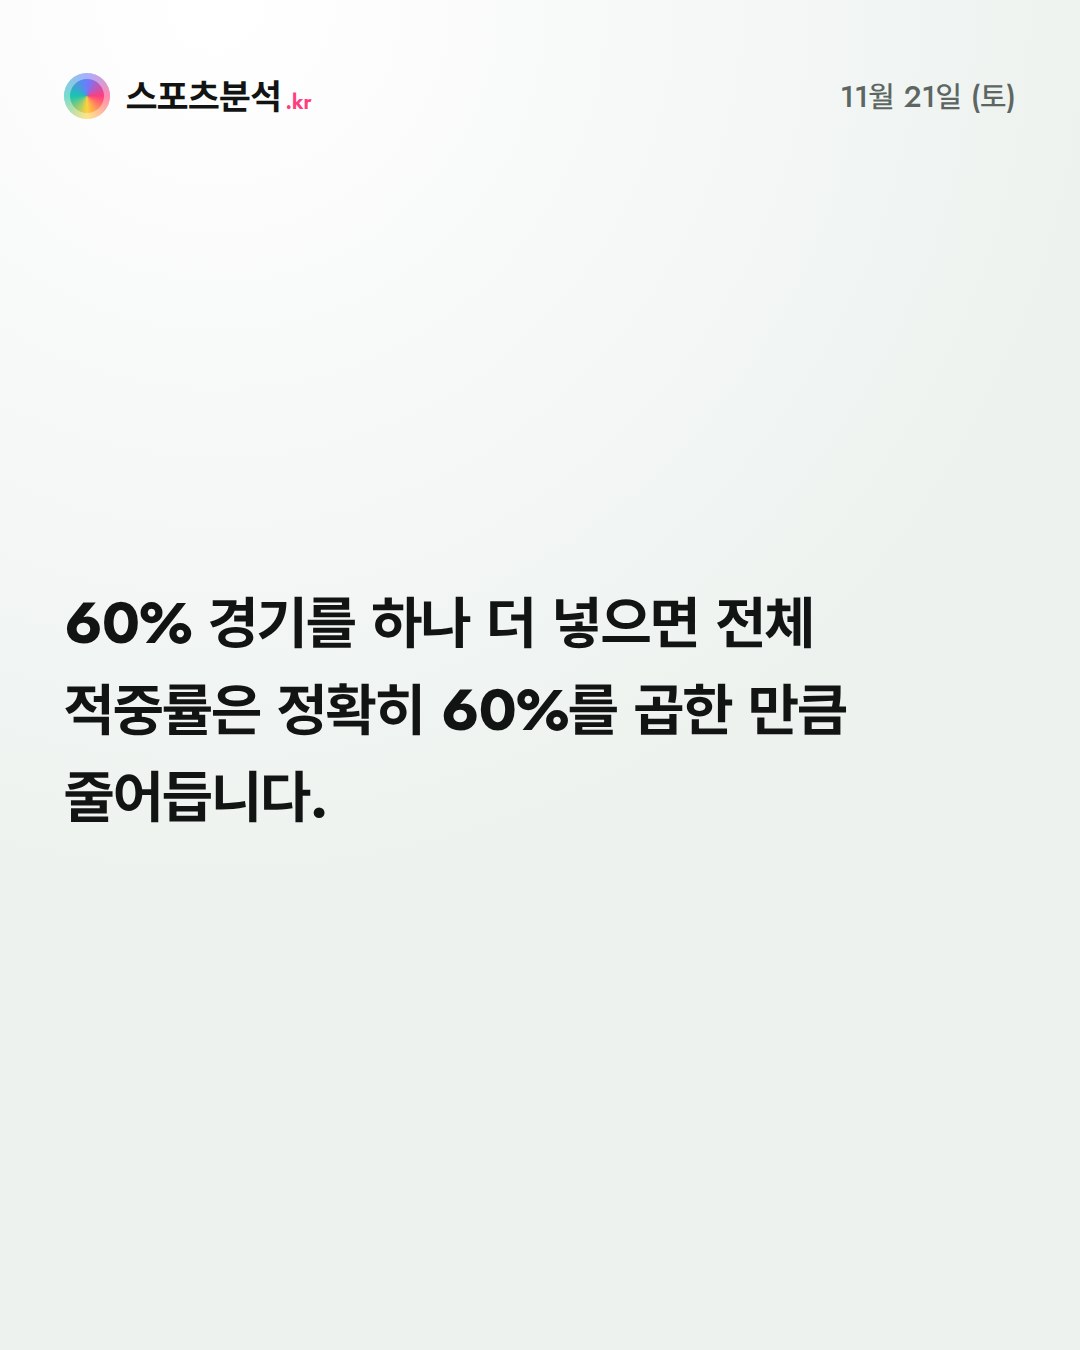 스포츠분석.kr
11월 21일 (토)
60% 경기를 하나 더 넣으면 전체
적중률은 정확히 60%를 곱한 만큼
줄어듭니다.